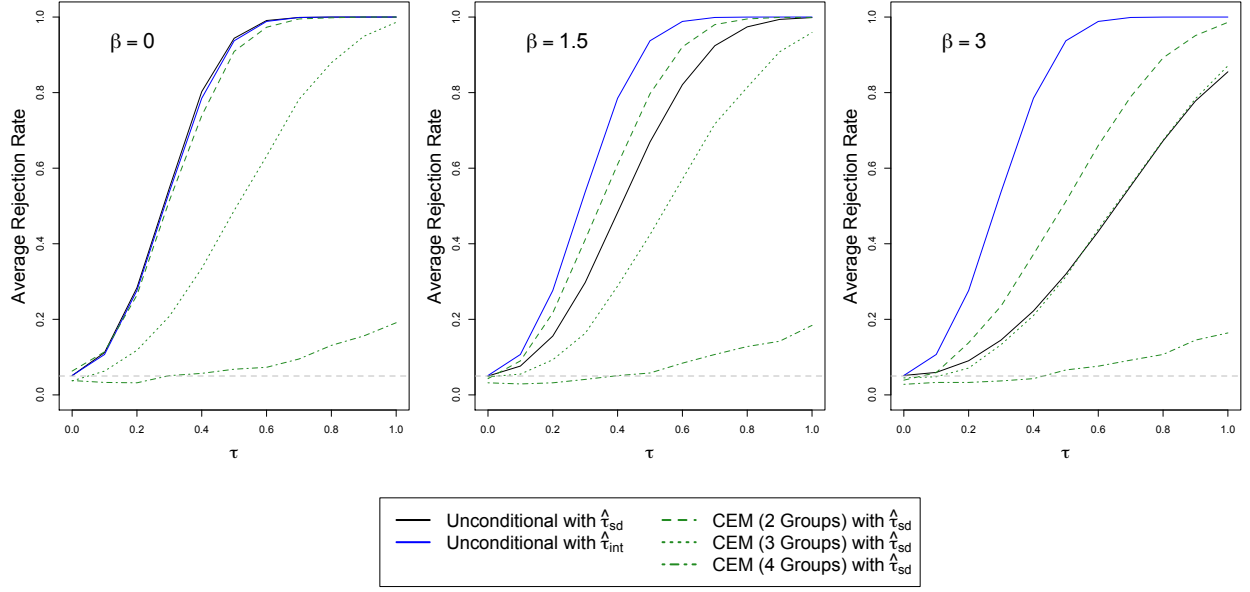 β = 0
Average Rejection Rate
0.0 0.2 0.4 0.6 0.8 1.0
0.0 0.2 0.4 0.6 0.8 1.0
τ
β = 1.5
Average Rejection Rate
0.0 0.2 0.4 0.6 0.8 1.0
0.0 0.2 0.4 0.6 0.8 1.0
τ
β = 3
Average Rejection Rate
0.0 0.2 0.4 0.6 0.8 1.0
0.0 0.2 0.4 0.6 0.8 1.0
τ
Unconditional with τ̂sd
Unconditional with τ̂int
CEM (2 Groups) with τ̂sd
CEM (3 Groups) with τ̂sd
CEM (4 Groups) with τ̂sd